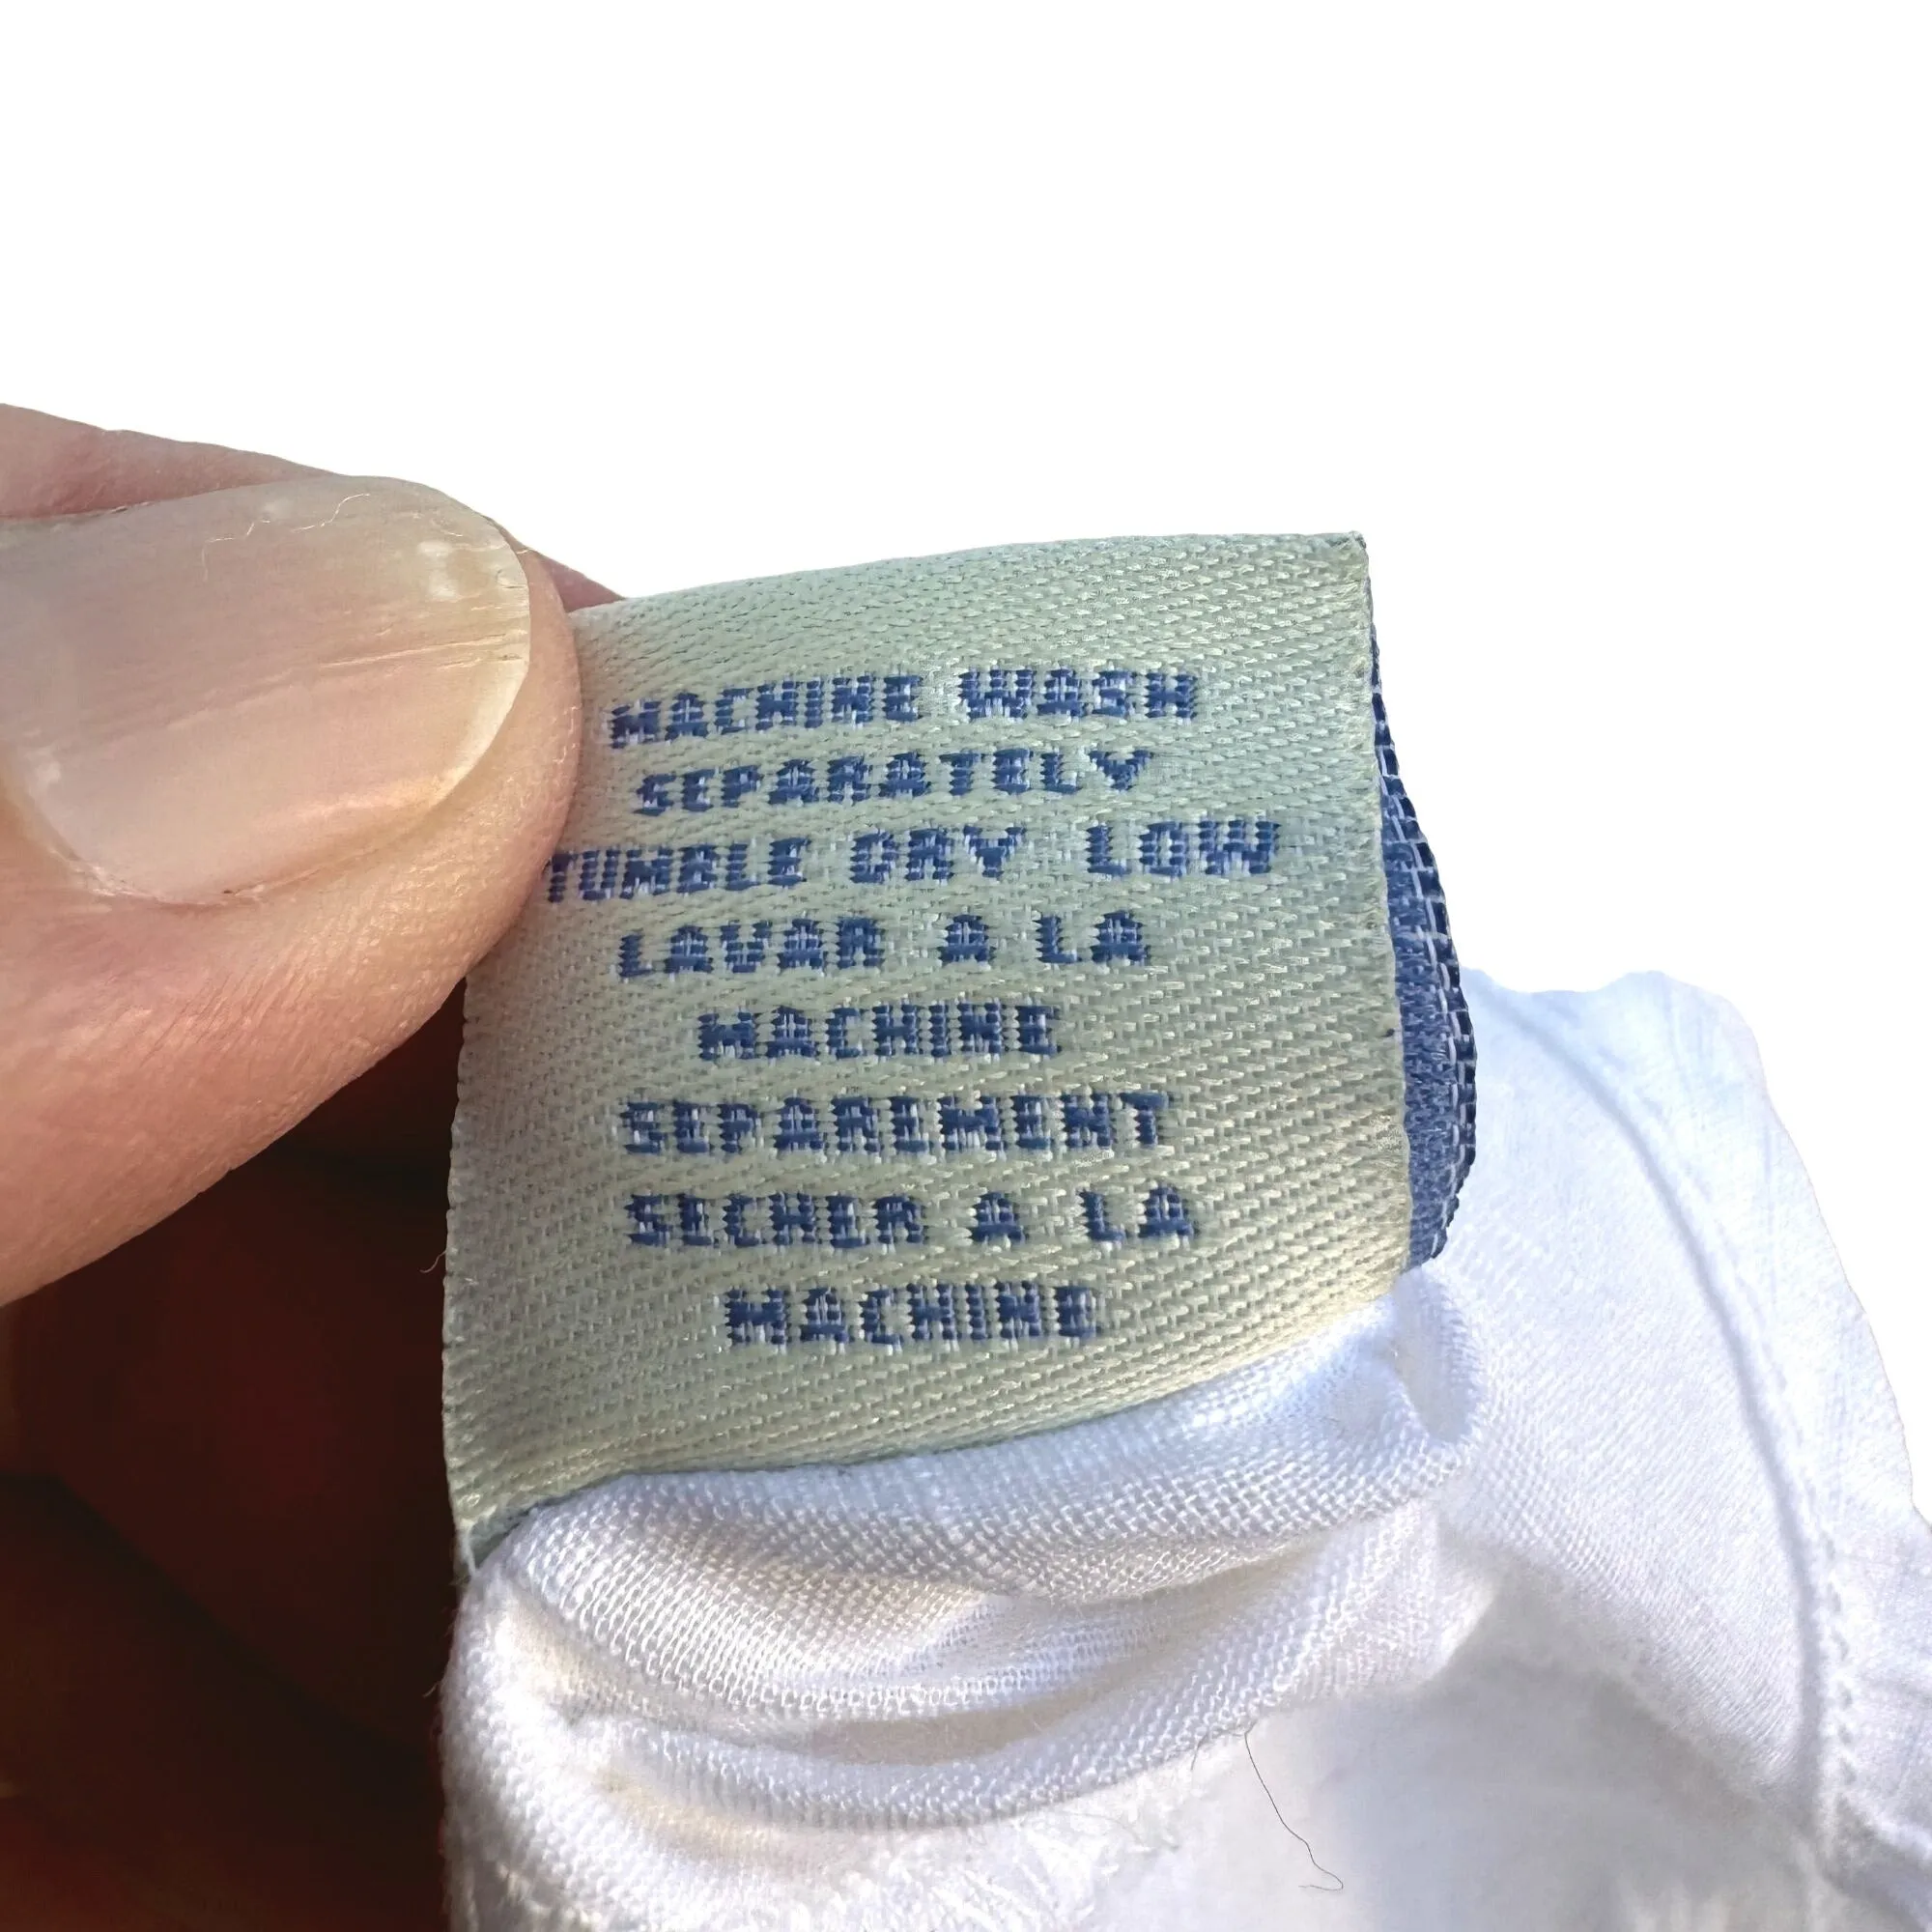 MACHINE WASH
SEPARATELY
TUMBLE DRY LOW
LAVAR A LA
MACHINE
SEPAREMENT
SECHER A LA
MACHINE